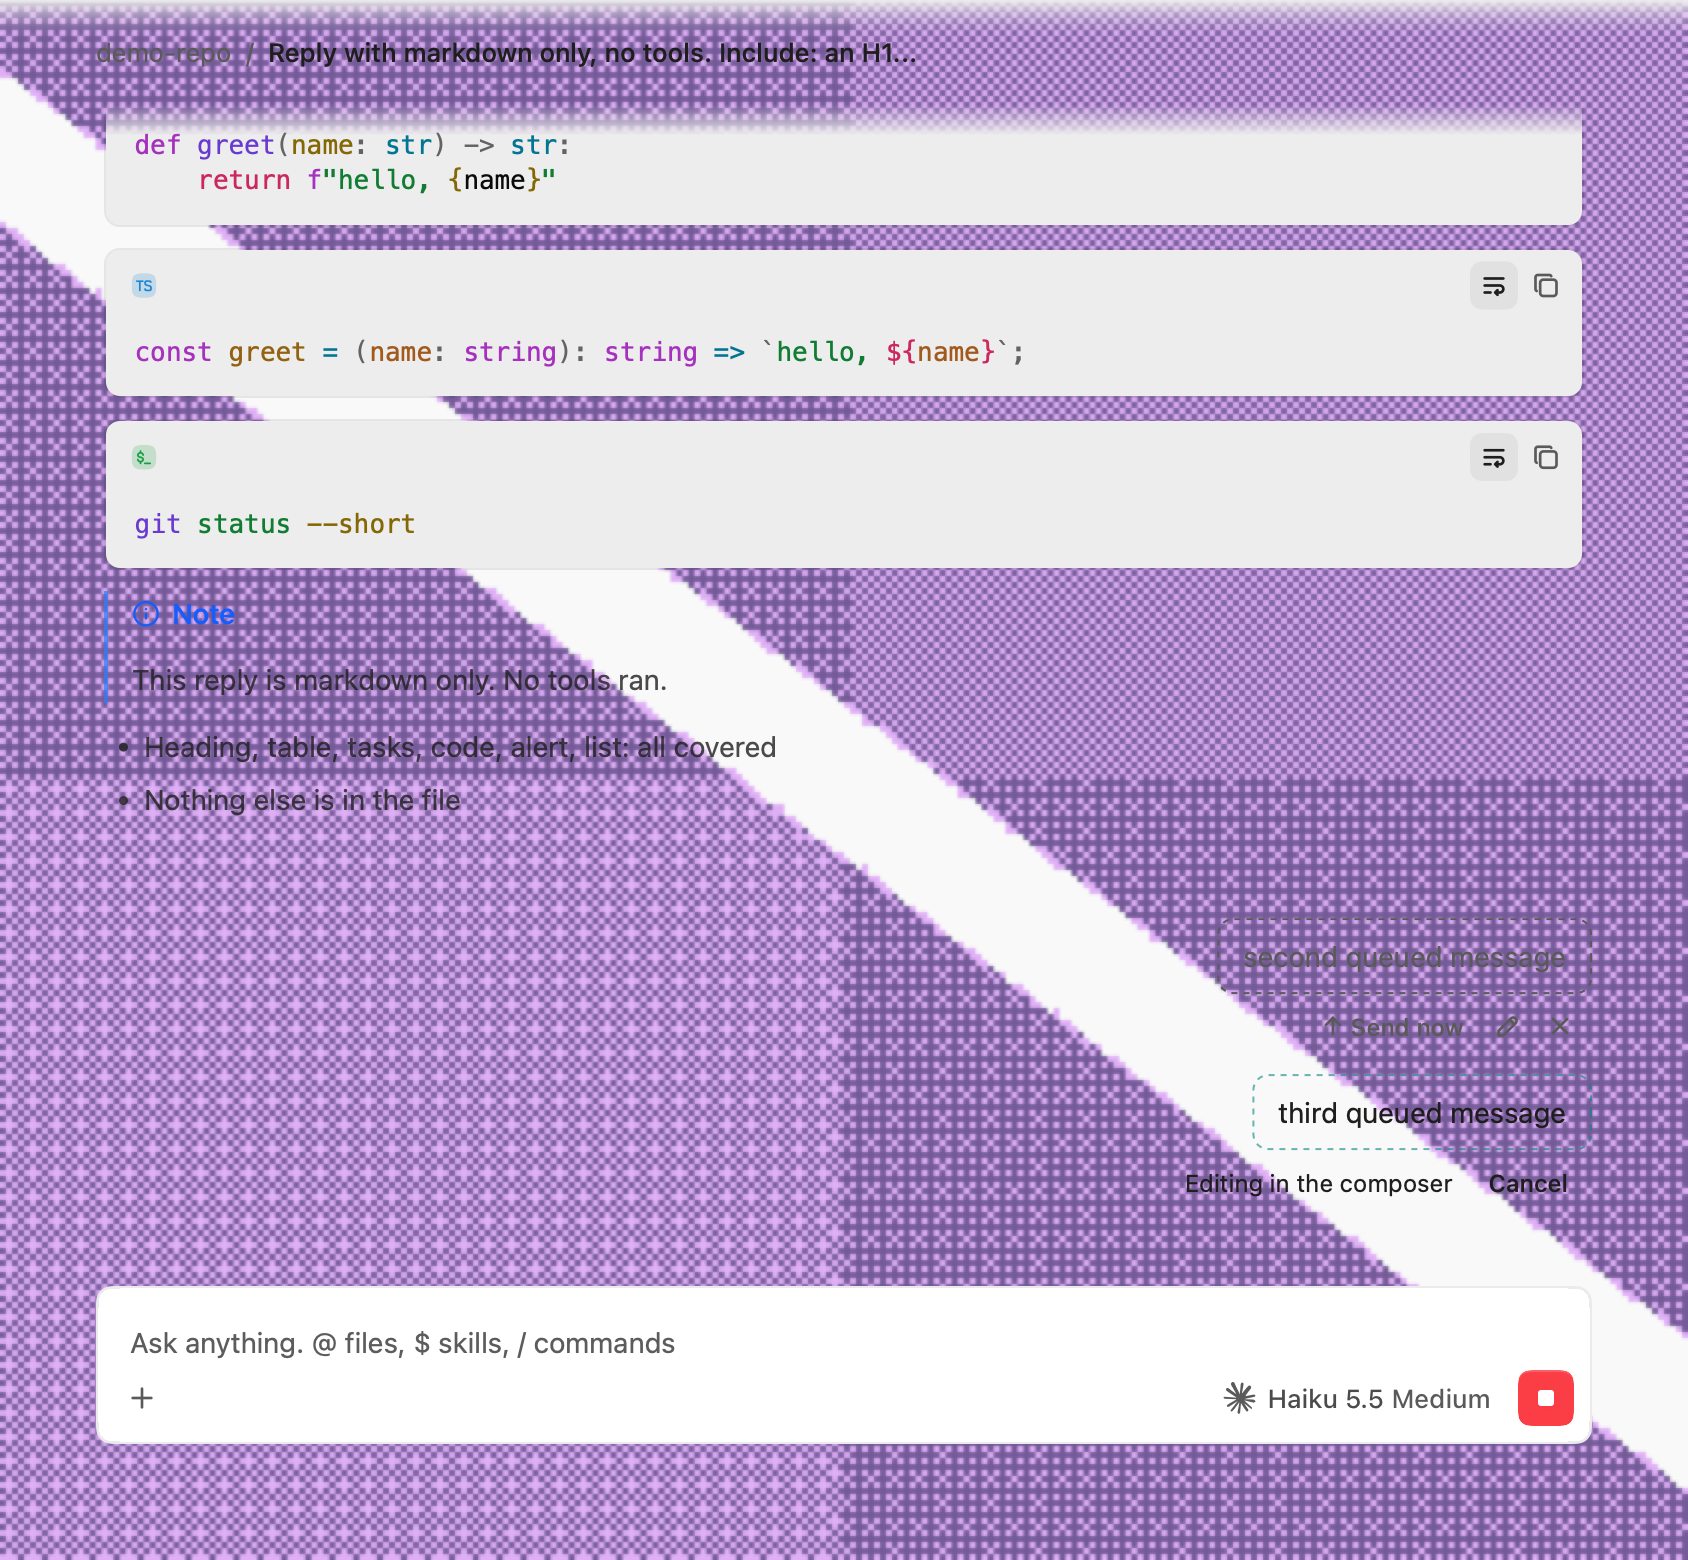 demo-repo / Reply with markdown only, no tools. Include: an H1...
def greet(name: str) -> str:
    return f"hello, {name}"
TS
const greet = (name: string): string => `hello, ${name}`;
$_
git status --short
Note
This reply is markdown only. No tools ran.
• Heading, table, tasks, code, alert, list: all covered
• Nothing else is in the file
second queued message
↑ Send now
third queued message
Editing in the composer Cancel
Ask anything. @ files, $ skills, / commands
Haiku 5.5 Medium